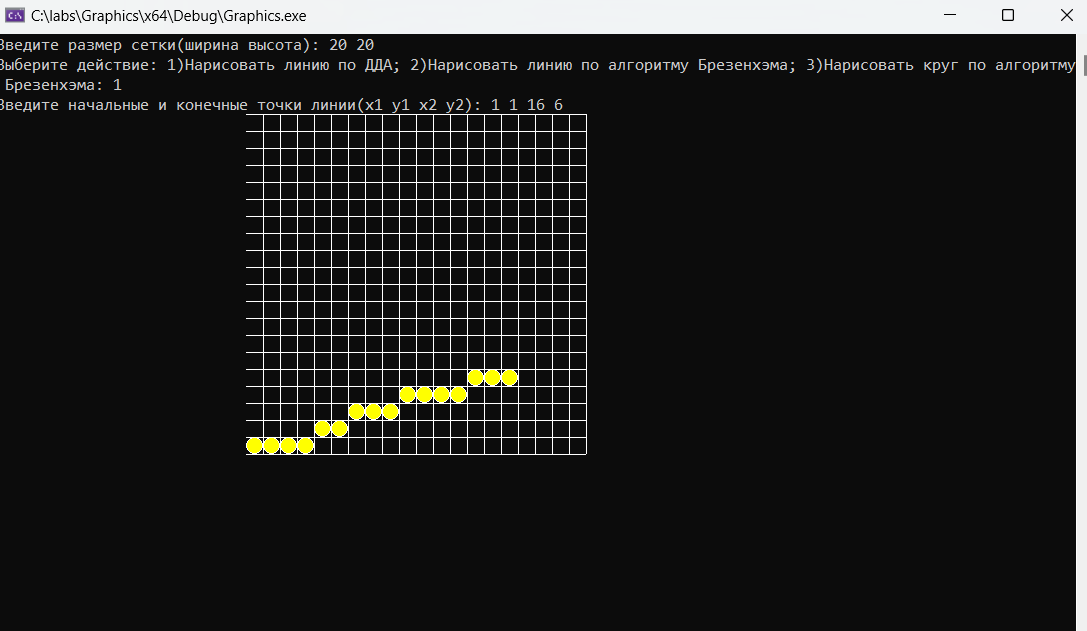 C:\labs\Graphics\x64\Debug\Graphics.exe
Введите размер сетки(ширина высота): 20 20
Выберите действие: 1)Нарисовать линию по ДДА; 2)Нарисовать линию по алгоритму Брезенхэма; 3)Нарисовать круг по алгоритму
Брезенхэма: 1
Введите начальные и конечные точки линии(x1 y1 x2 y2): 1 1 16 6